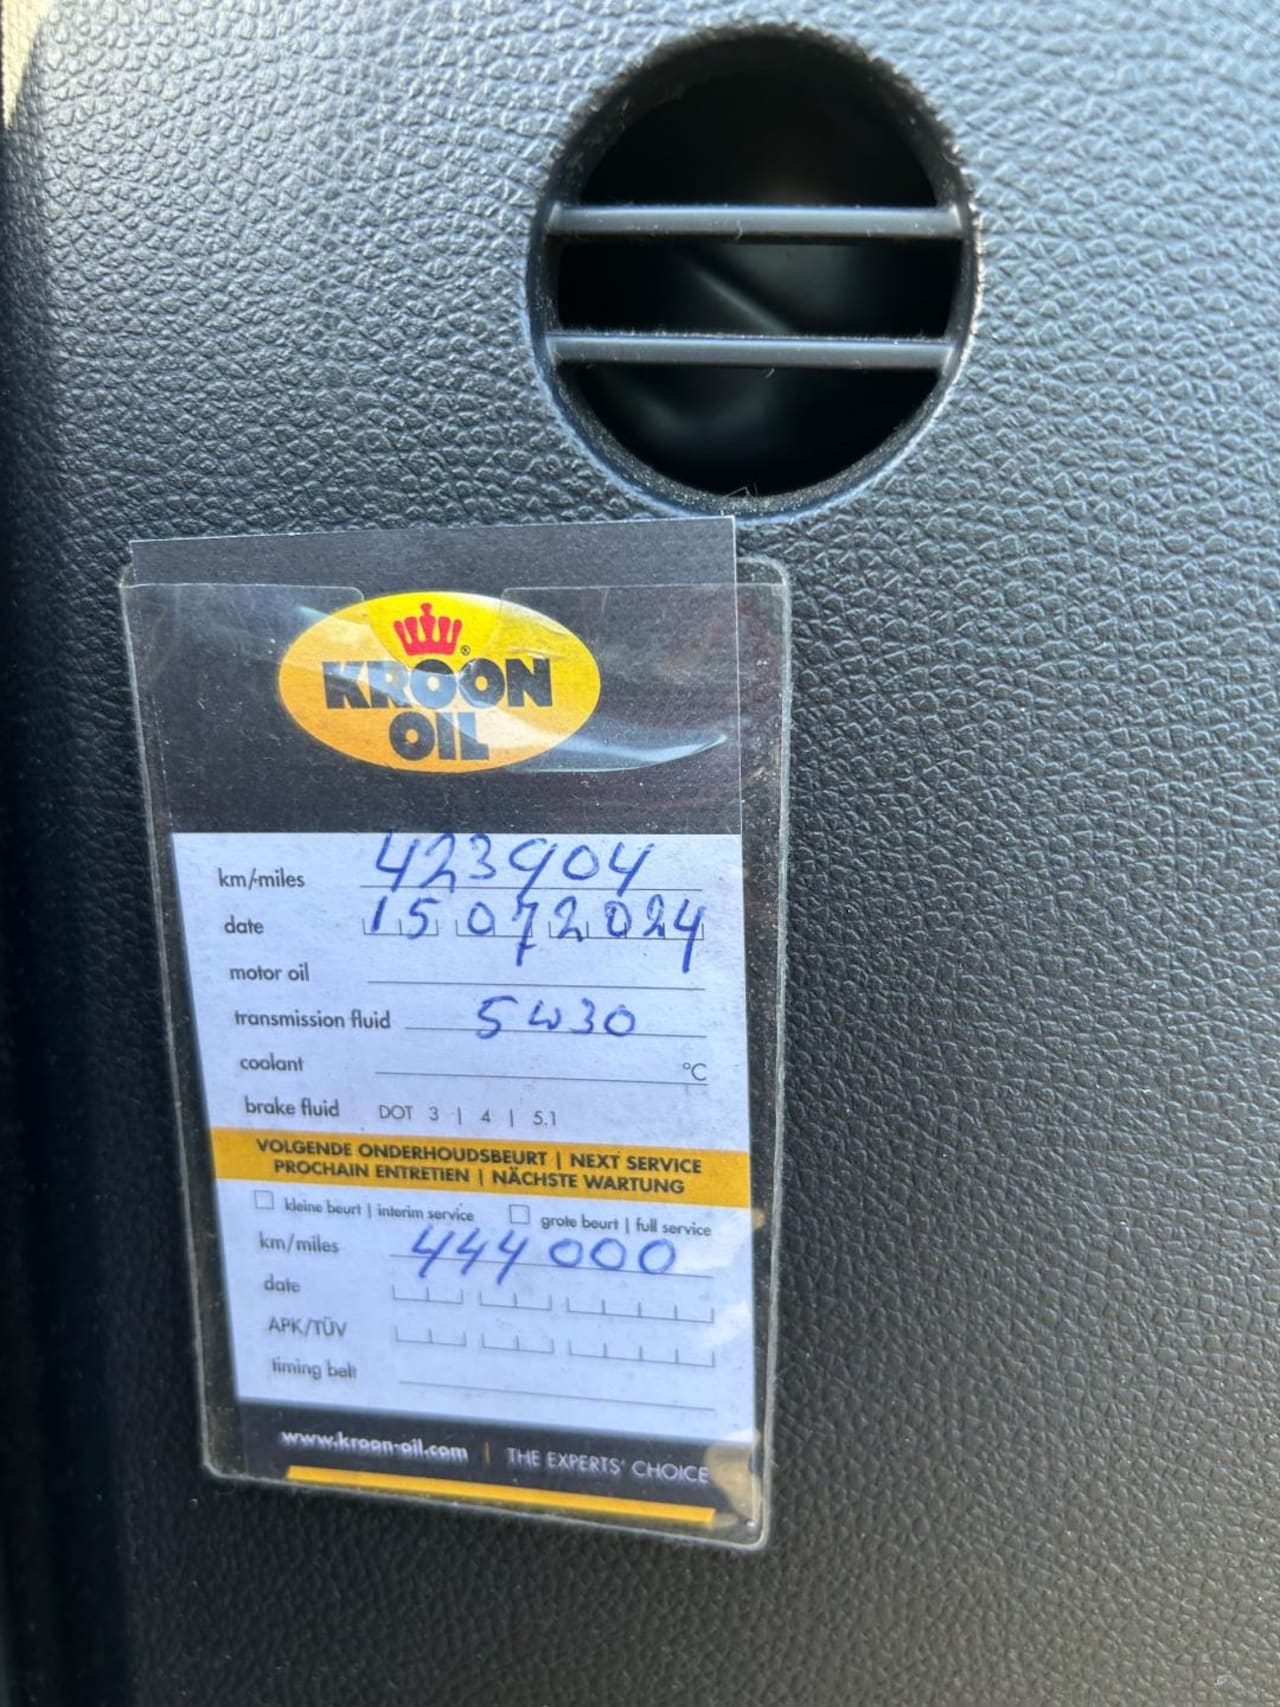 KROON
OIL
km/miles 423904
date 15 07 2024
motor oil
transmission fluid 5W30
coolant °C
brake fluid DOT 3 | 4 | 5.1
VOLGENDE ONDERHOUDSBEURT | NEXT SERVICE
PROCHAIN ENTRETIEN | NÄCHSTE WARTUNG
kleine beurt | interim service grote beurt | full service
km/miles 444000
date
APK/TÜV
timing belt
www.kroon-oil.com | THE EXPERTS' CHOICE